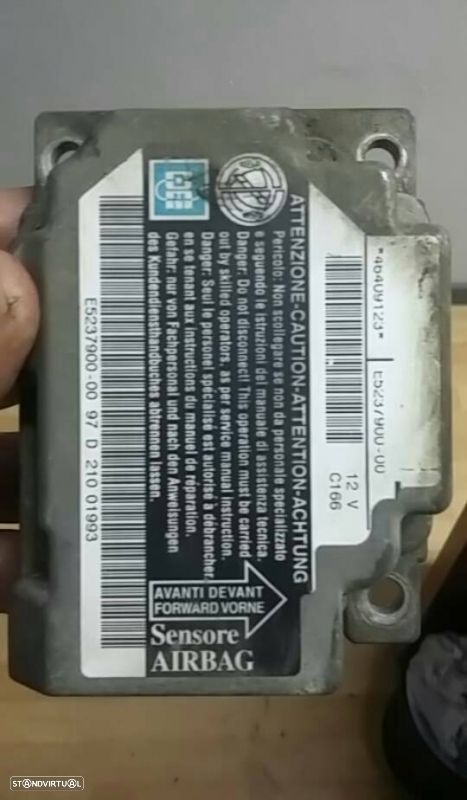 *46409123*
E5237900-00
12 V
C166
ATTENZIONE-CAUTION-ATTENTION-ACHTUNG
Pericolo: Non scollegare se non da personale specializzato
e seguendo le istruzioni del manuale di assistenza tecnica.
Danger: Do not disconnect! This operation must be carried
out by skilled operators, as per service manual instruction.
Danger: Seul le personel spécialisé est autorisé à débrancher,
en se tenant aux instructions du manuel de réparation.
Gefahr: nur von Fachpersonal und nach den Anweisungen
des Kundendiensthandbuches abtrennen lassen.
E5237900-00 97 D 210 01993
AVANTI DEVANT
FORWARD VORNE
Sensore
AIRBAG
STANDVIRTUAL